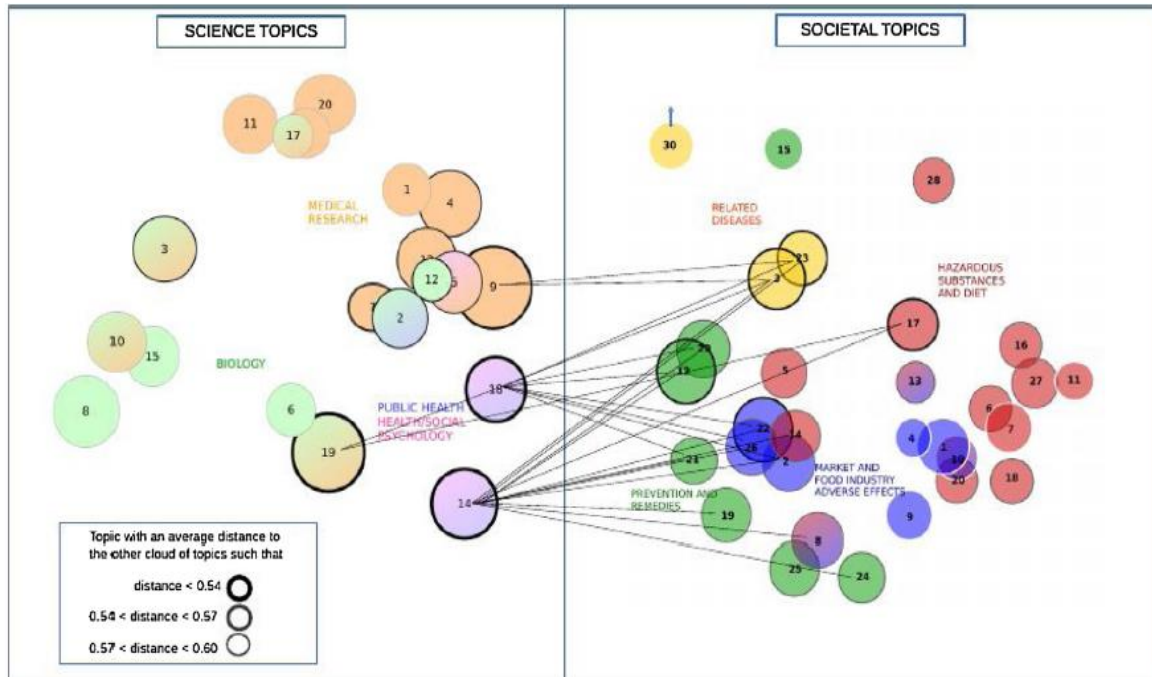 SCIENCE TOPICS
SOCIETAL TOPICS
20
11
17
1
4
MEDICAL
RESEARCH
3
12
9
2
10
15
BIOLOGY
8
6
18
PUBLIC HEALTH
HEALTH/SOCIAL
PSYCHOLOGY
19
14
Topic with an average distance to
the other cloud of topics such that
distance < 0.54
0.54 < distance < 0.57
0.57 < distance < 0.60
30
15
28
RELATED
DISEASES
23
3
HAZARDOUS
SUBSTANCES
AND DIET
17
16
5
13
27
11
6
7
22
4
1
26
2
10
21
MARKET AND
FOOD INDUSTRY
ADVERSE EFFECTS
20
18
PREVENTION AND
REMEDIES
19
9
8
25
24